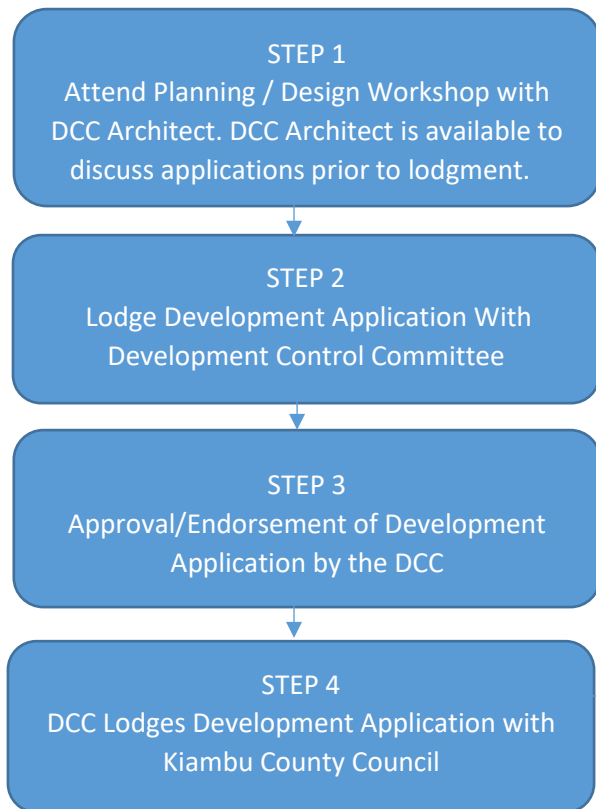 STEP 1
Attend Planning / Design Workshop with
DCC Architect. DCC Architect is available to
discuss applications prior to lodgment.
STEP 2
Lodge Development Application With
Development Control Committee
STEP 3
Approval/Endorsement of Development
Application by the DCC
STEP 4
DCC Lodges Development Application with
Kiambu County Council